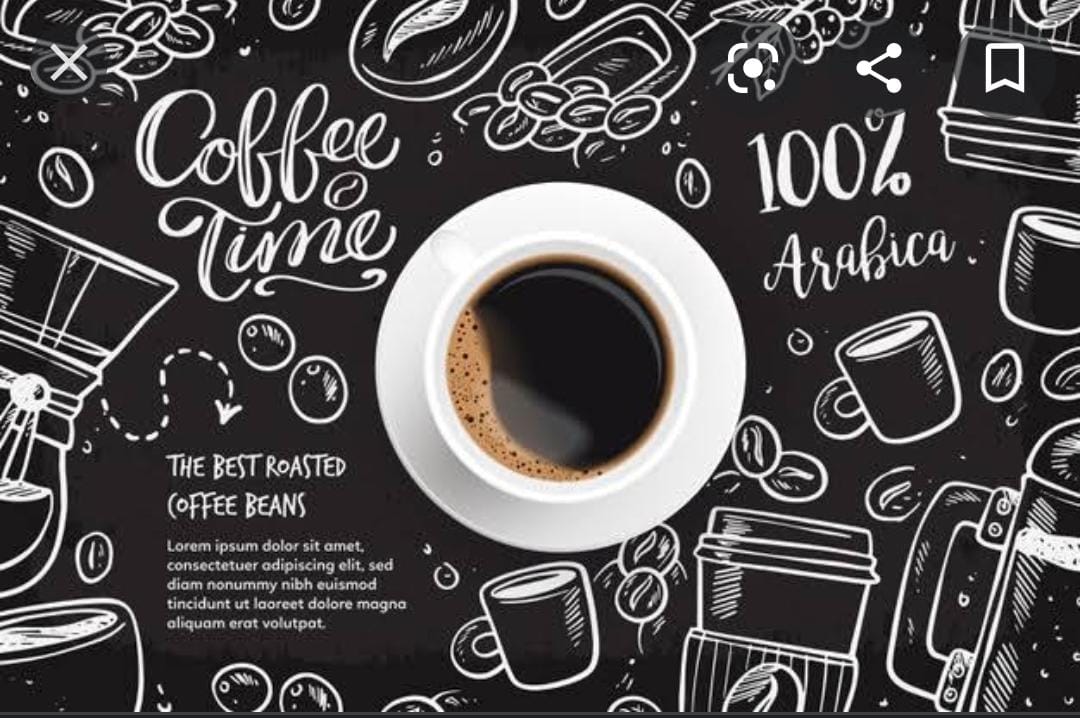 Coffee
Time
100%
Arabica
THE BEST ROASTED
COFFEE BEANS
Lorem ipsum dolor sit amet,
consectetuer adipiscing elit, sed
diam nonummy nibh euismod
tincidunt ut laoreet dolore magna
aliquam erat volutpat.